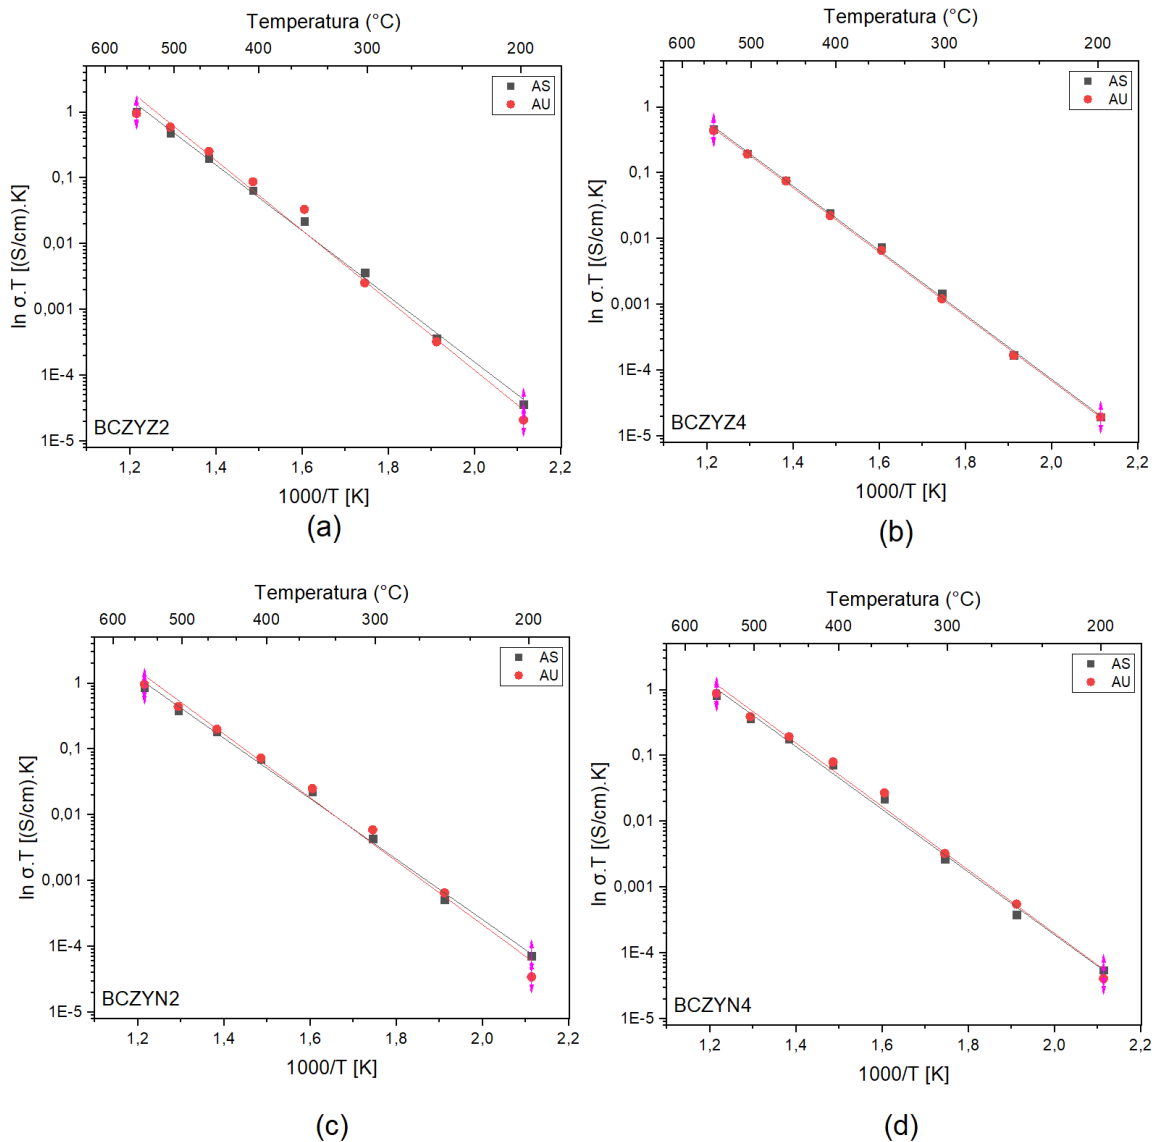 Temperatura (°C)
600 500 400 300 200
AS
AU
1
0,1
0,01
0,001
1E-4
1E-5
ln σ.T [(S/cm).K]
BCZYZ2
1,2 1,4 1,6 1,8 2,0 2,2
1000/T [K]
(a)
Temperatura (°C)
600 500 400 300 200
AS
AU
1
0,1
0,01
0,001
1E-4
1E-5
ln σ.T [(S/cm).K]
BCZYZ4
1,2 1,4 1,6 1,8 2,0 2,2
1000/T [K]
(b)
Temperatura (°C)
600 500 400 300 200
AS
AU
1
0,1
0,01
0,001
1E-4
1E-5
ln σ.T [(S/cm).K]
BCZYN2
1,2 1,4 1,6 1,8 2,0 2,2
1000/T [K]
(c)
Temperatura (°C)
600 500 400 300 200
AS
AU
1
0,1
0,01
0,001
1E-4
1E-5
ln σ.T [(S/cm).K]
BCZYN4
1,2 1,4 1,6 1,8 2,0 2,2
1000/T [K]
(d)